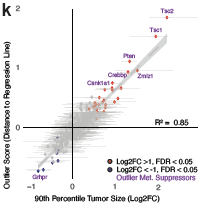 k
Outlier Score (Distance to Regression Line)
2
1
0
Tsc2
Tsc1
Pten
Crebbp
Zmiz1
Csnk1a1
R² = 0.85
Log2FC >1, FDR < 0.05
Log2FC < -1, FDR < 0.05
Outlier Met. Suppressors
Grhpr
-1
0
1
2
90th Percentile Tumor Size (Log2FC)